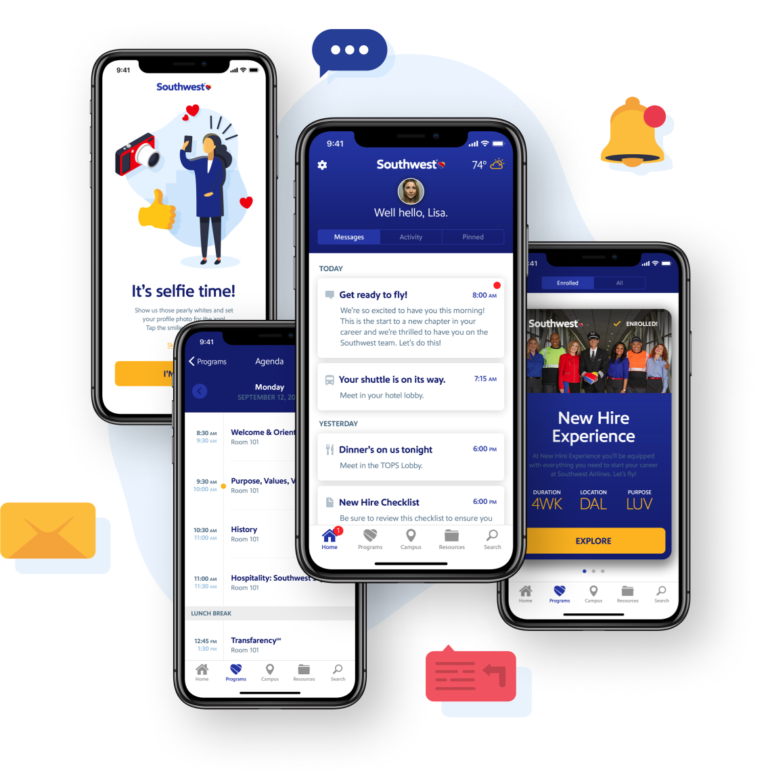 9:41
Southwest
It's selfie time!
Show us those pearly whites and set
your profile photo for the app!
Tap the smile
I'M
9:41
Southwest
74°
Well hello, Lisa.
Messages
Activity
Pinned
TODAY
Get ready to fly!
8:00 AM
We're so excited to have you this morning!
This is the start to a new chapter in your
career and we're thrilled to have you on the
Southwest team. Let's do this!
Your shuttle is on its way.
7:15 AM
Meet in your hotel lobby.
YESTERDAY
Dinner's on us tonight
6:00 PM
Meet in the TOPS Lobby.
New Hire Checklist
6:00 PM
Be sure to review this checklist to ensure you
1
Home
Programs
Campus
Resources
Search
9:41
Programs
Agenda
Monday
SEPTEMBER 12, 20
8:30 AM
9:30 AM
Welcome & Orient
Room 101
9:30 AM
10:00 AM
Purpose, Values, V
Room 101
10:30 AM
11:00 AM
History
Room 101
11:00 AM
11:30 AM
Hospitality: Southwest
Room 101
LUNCH BREAK
12:45 PM
1:30 PM
Transfarency℠
Room 101
Home
Programs
Campus
Resources
Search
:41
Enrolled
All
Southwest
ENROLLED!
New Hire
Experience
At New Hire Experience you'll be equipped
with everything you need to start your career
at Southwest Airlines. Let's fly!
DURATION
4WK
LOCATION
DAL
PURPOSE
LUV
EXPLORE
Home
Programs
Campus
Resources
Search